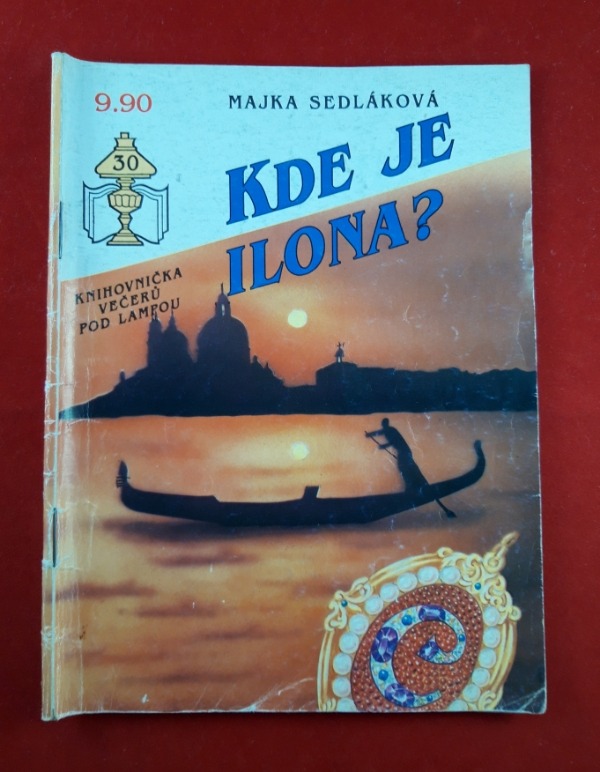 9.90
MAJKA SEDLÁKOVÁ
30
KDE JE
ILONA?
KNIHOVNIČKA
VEČERŮ
POD LAMPOU